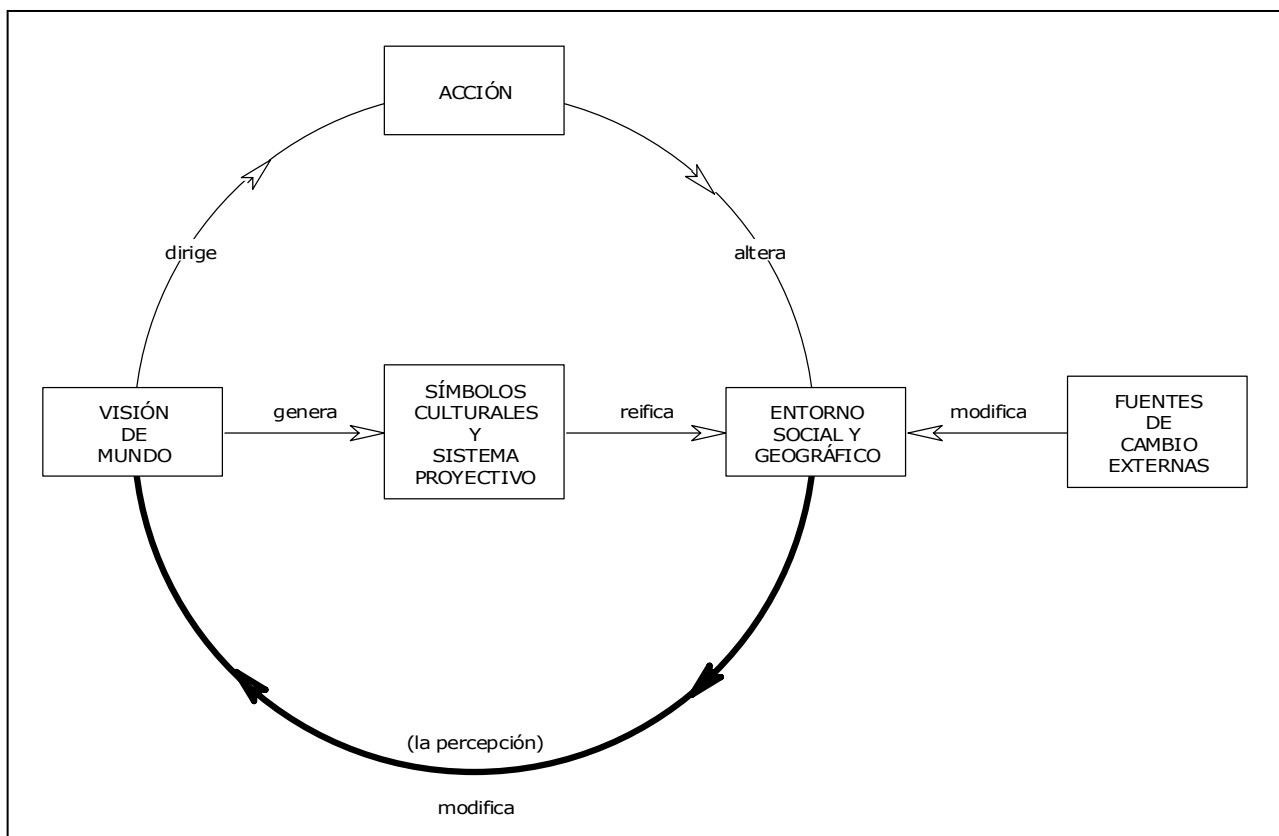 ACCIÓN
dirige
altera
VISIÓN
DE
MUNDO
genera
SÍMBOLOS
CULTURALES
Y
SISTEMA
PROYECTIVO
reifica
ENTORNO
SOCIAL Y
GEOGRÁFICO
modifica
FUENTES
DE
CAMBIO
EXTERNAS
(la percepción)
modifica